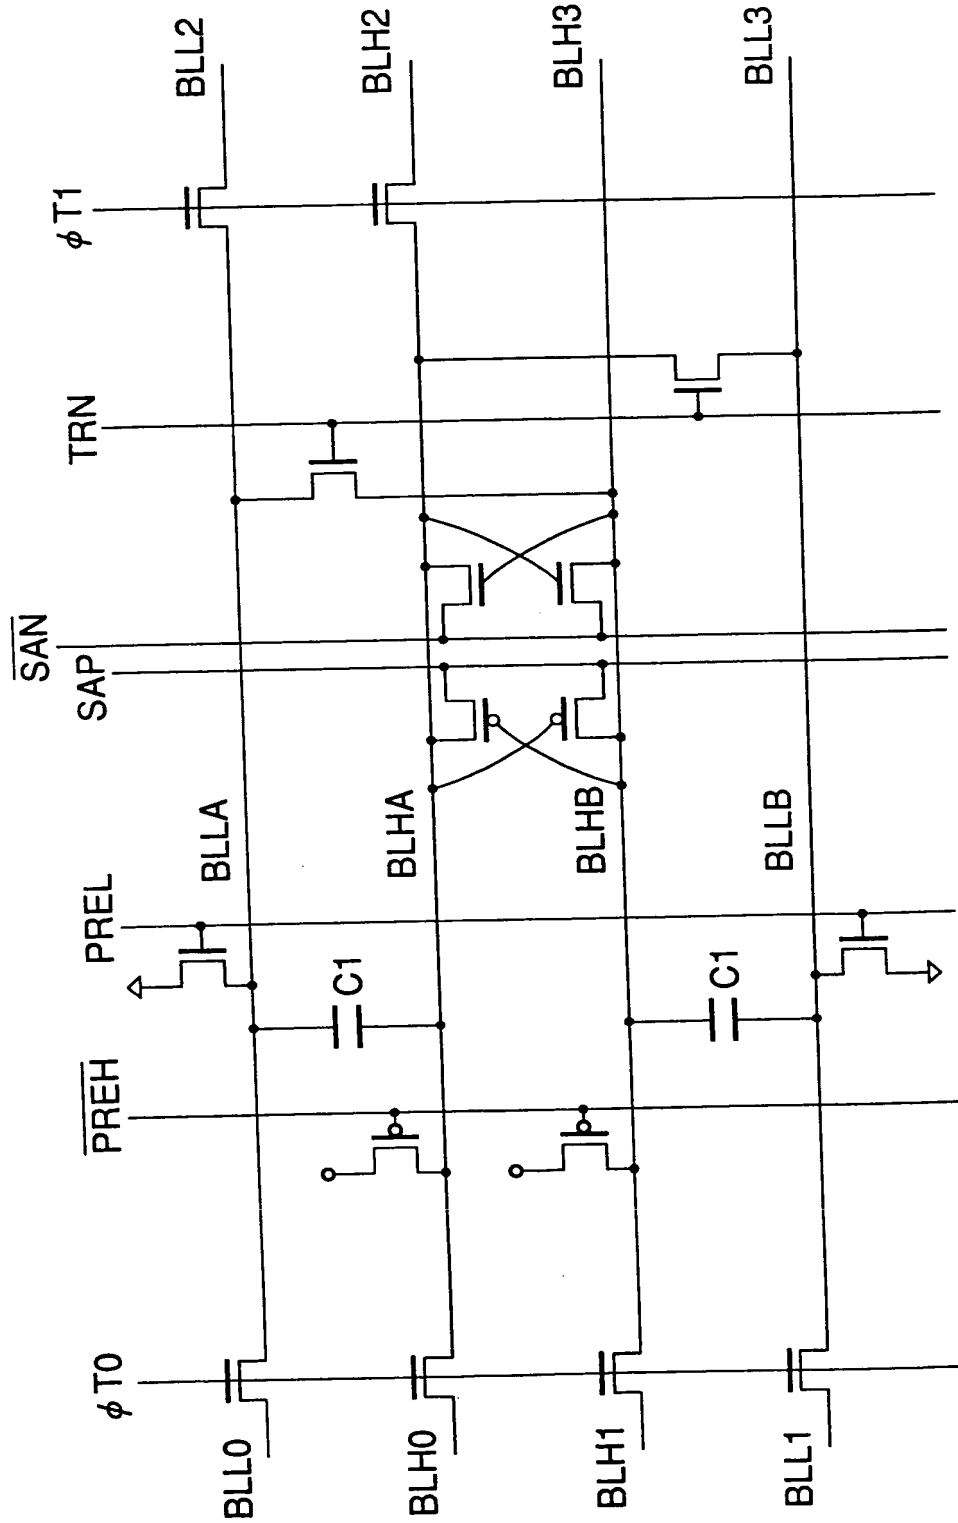 φT0
PREH
PREL
SAP
SAN
TRN
φT1
BLL0
BLLA
BLL2
C1
BLH0
BLHA
BLH2
BLH1
BLHB
BLH3
C1
BLL1
BLLB
BLL3